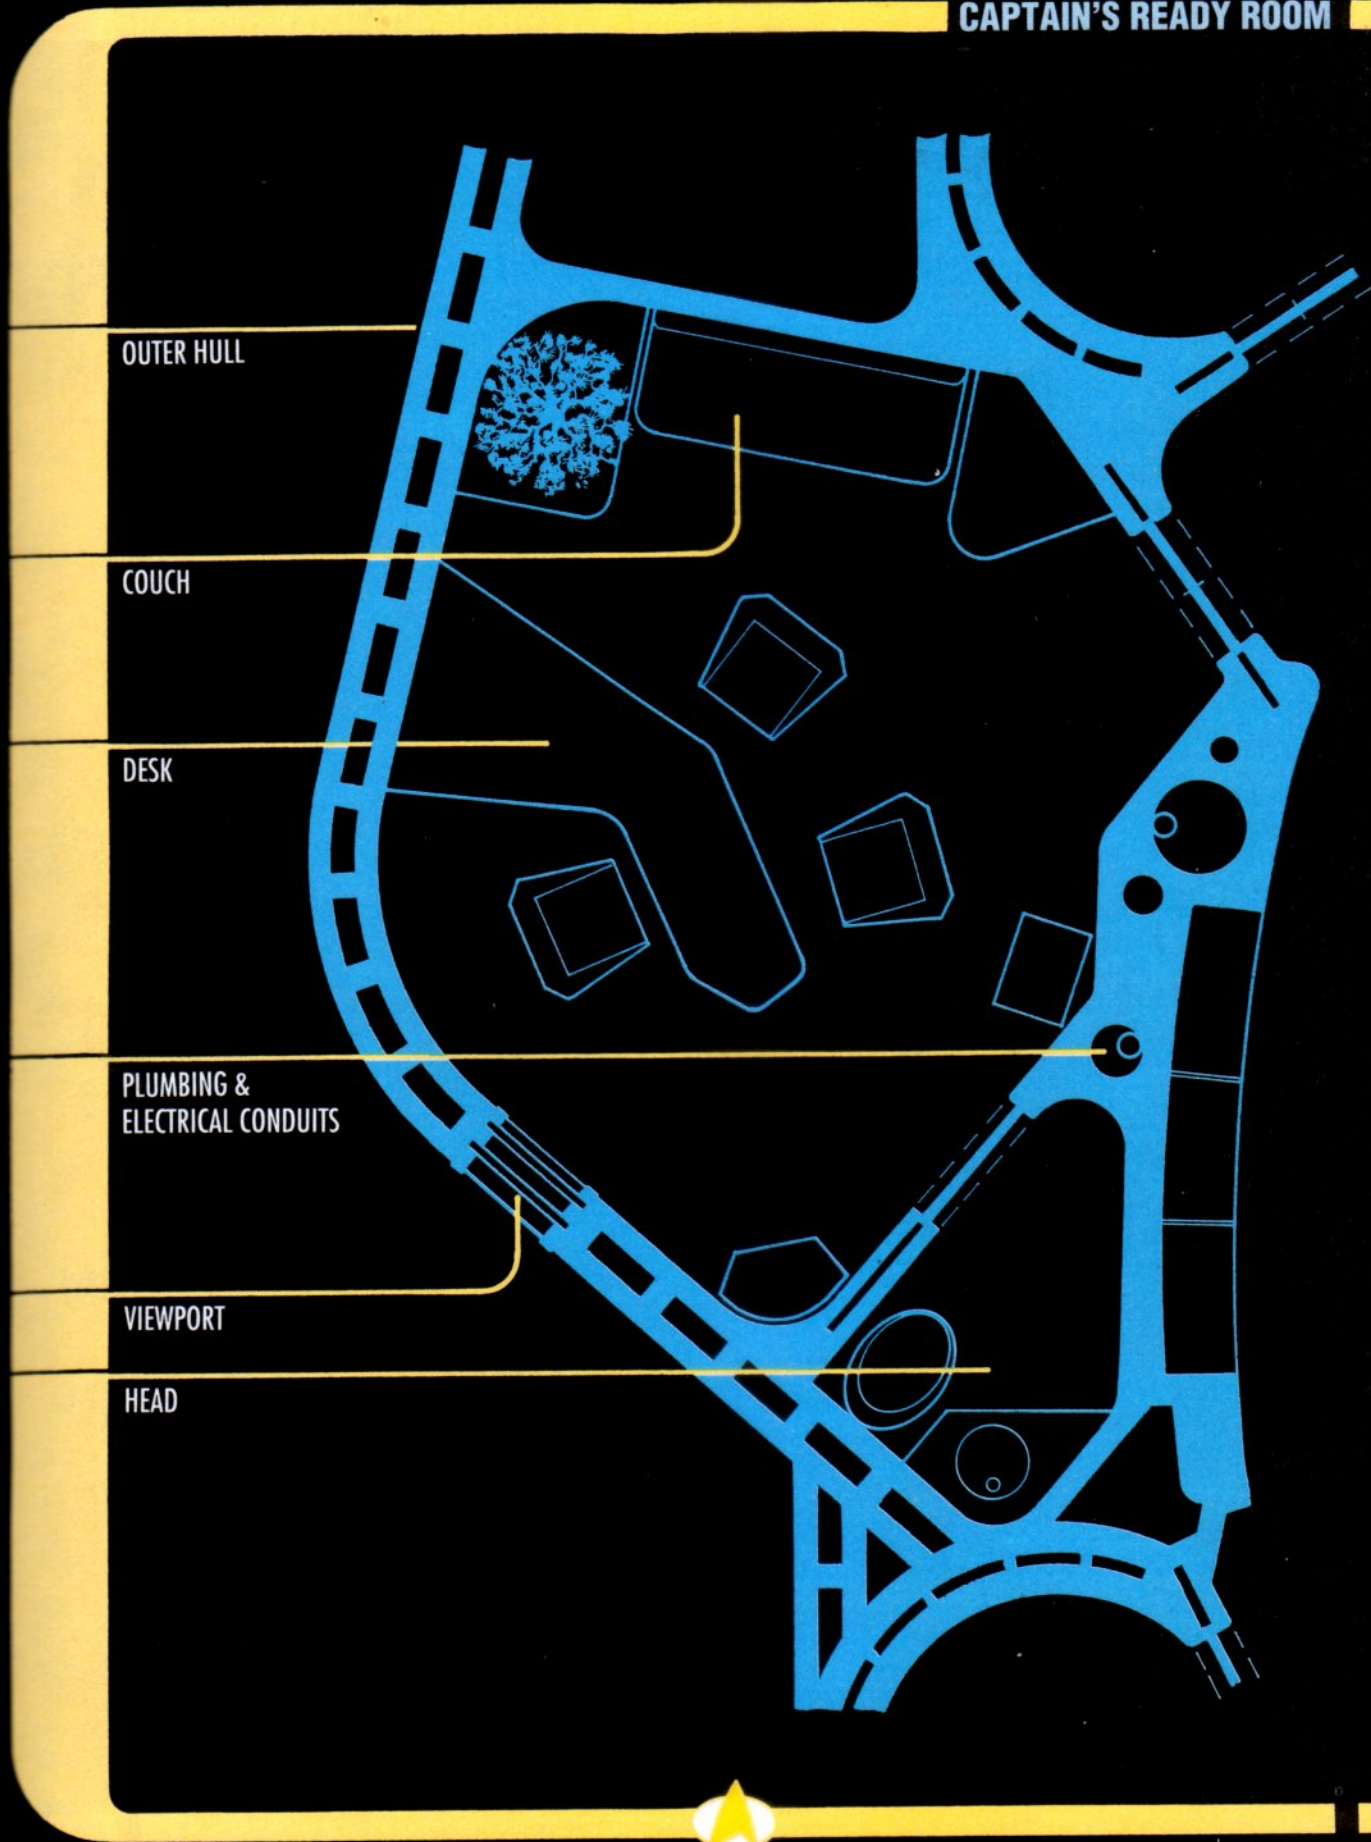 CAPTAIN'S READY ROOM
OUTER HULL
COUCH
DESK
PLUMBING &
ELECTRICAL CONDUITS
VIEWPORT
HEAD